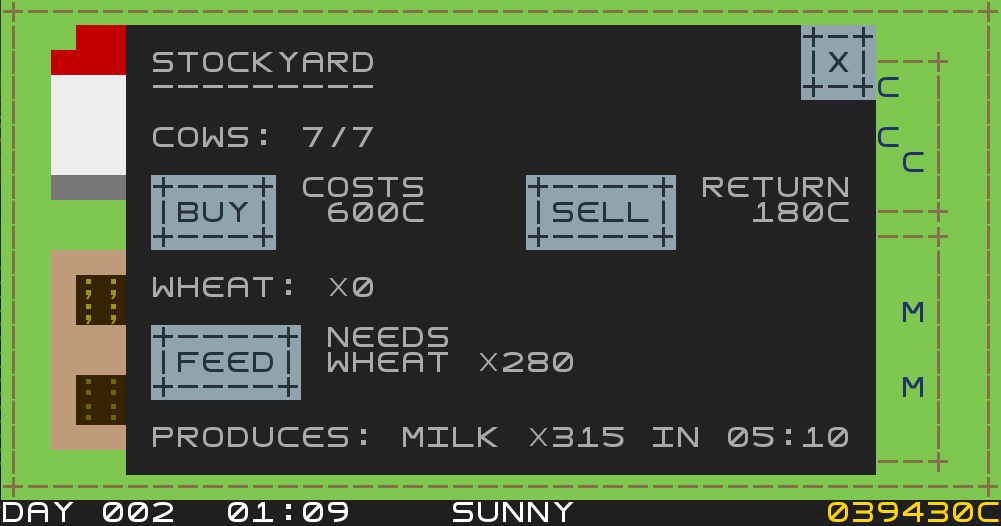 STOCKYARD
X
COWS: 7/7
BUY
COSTS
600C
SELL
RETURN
180C
WHEAT: X0
FEED
NEEDS
WHEAT X280
PRODUCES: MILK X315 IN 05:10
C
C
C
M
M
DAY 002 01:09 SUNNY 039430C